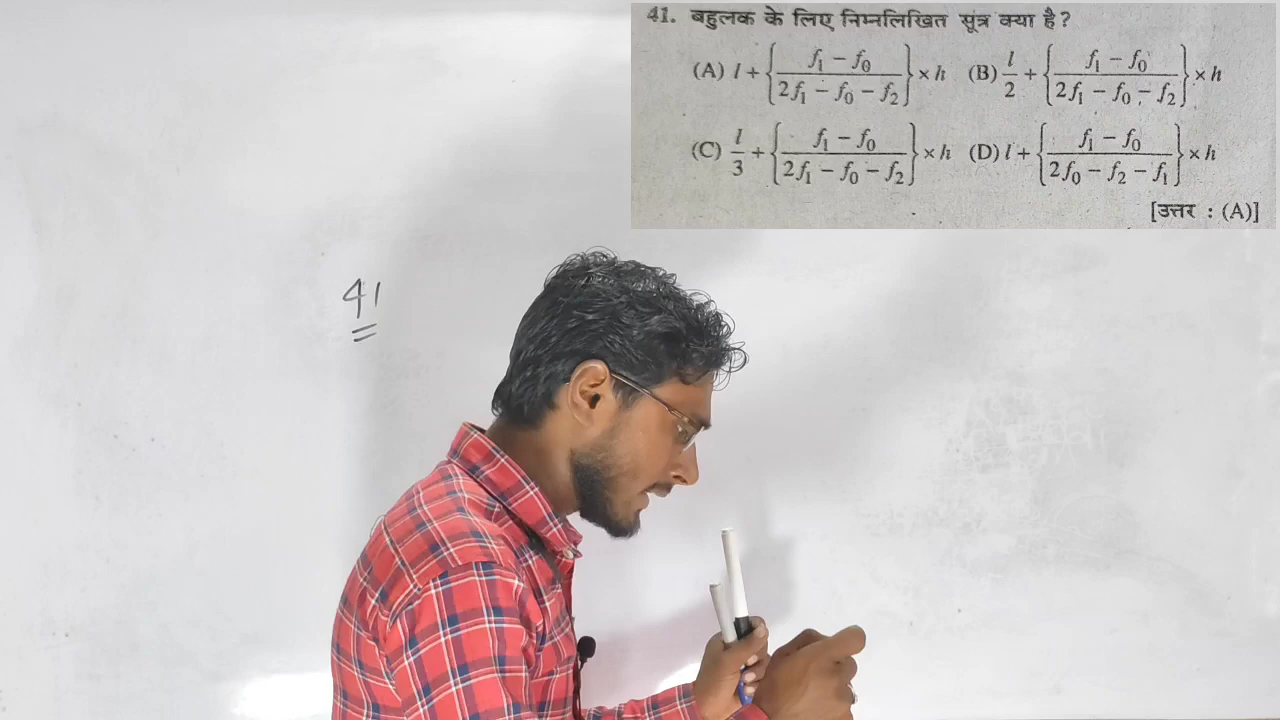 41. बहुलक के लिए निम्नलिखित सूत्र क्या है?
(A) l + {(f₁ − f₀)/(2f₁ − f₀ − f₂)} × h (B) l/2 + {(f₁ − f₀)/(2f₁ − f₀ − f₂)} × h
(C) l/3 + {(f₁ − f₀)/(2f₁ − f₀ − f₂)} × h (D) l + {(f₁ − f₀)/(2f₀ − f₂ − f₁)} × h
[उत्तर : (A)]
41